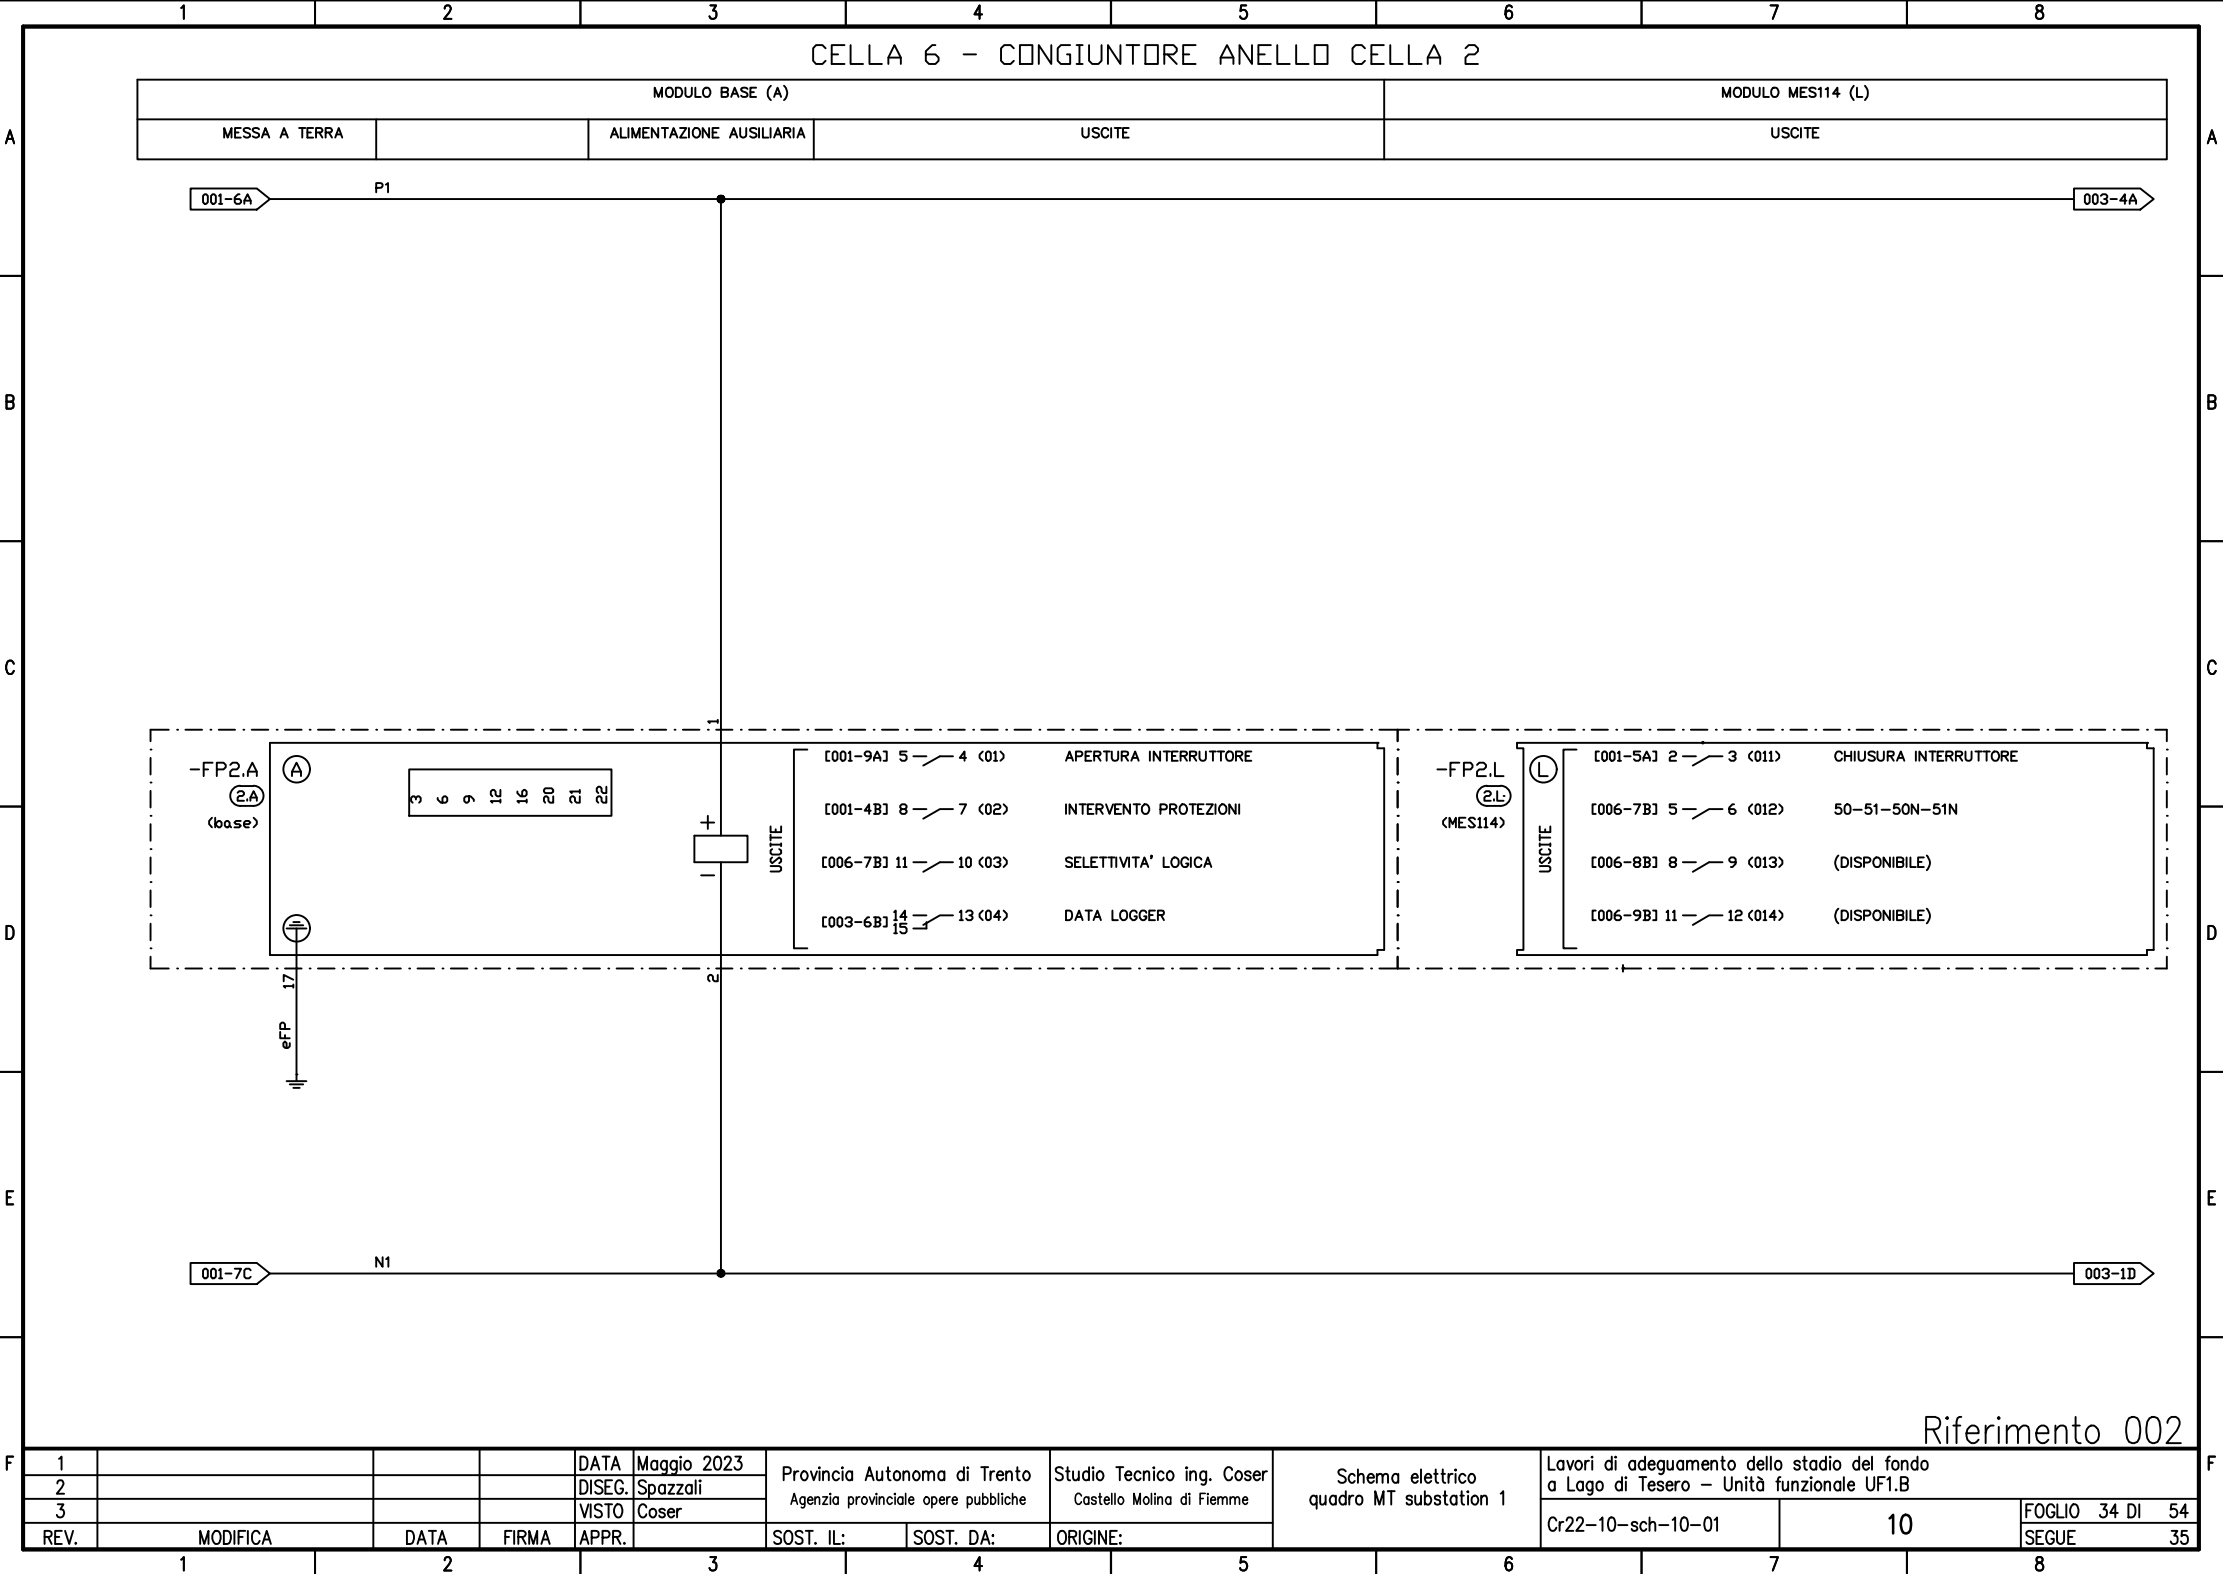 1 2 3 4 5 6 7 8
CELLA 6 - CONGIUNTORE ANELLO CELLA 2
MODULO BASE (A) MODULO MES114 (L)
MESSA A TERRA ALIMENTAZIONE AUSILIARIA USCITE USCITE
A A
001-6A P1 003-4A
B B
C C
1
-FP2.A A
2.A
(base)
3 6 9 12 16 20 21 22
+
-
USCITE
[001-9A] 5 4 (01) APERTURA INTERRUTTORE
[001-4B] 8 7 (02) INTERVENTO PROTEZIONI
[006-7B] 11 10 (03) SELETTIVITA' LOGICA
[003-6B] 14 13 (04) DATA LOGGER
15
-FP2.L L
2.L
(MES114)
USCITE
[001-5A] 2 3 (011) CHIUSURA INTERRUTTORE
[006-7B] 5 6 (012) 50-51-50N-51N
[006-8B] 8 9 (013) (DISPONIBILE)
[006-9B] 11 12 (014) (DISPONIBILE)
D D
17 2
eFP
E E
001-7C N1 003-1D
Riferimento 002
F F
1 DATA Maggio 2023
2 DISEG. Spazzali
3 VISTO Coser
REV. MODIFICA DATA FIRMA APPR.
Provincia Autonoma di Trento
Agenzia provinciale opere pubbliche
SOST. IL: SOST. DA: ORIGINE:
Studio Tecnico ing. Coser
Castello Molina di Fiemme
Schema elettrico
quadro MT substation 1
Lavori di adeguamento dello stadio del fondo
a Lago di Tesero - Unità funzionale UF1.B
Cr22-10-sch-10-01 10
FOGLIO 34 DI 54
SEGUE 35
1 2 3 4 5 6 7 8